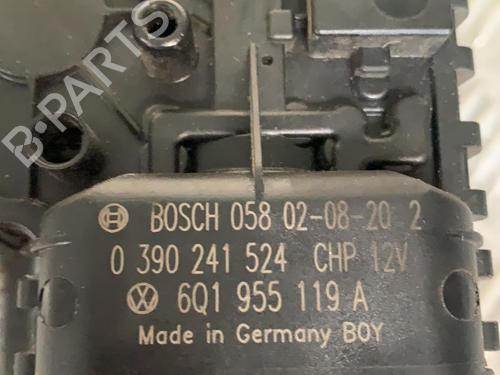 B-PARTS
BOSCH 058 02-08-20 2
0 390 241 524 CHP 12V
6Q1 955 119 A
Made in Germany BOY